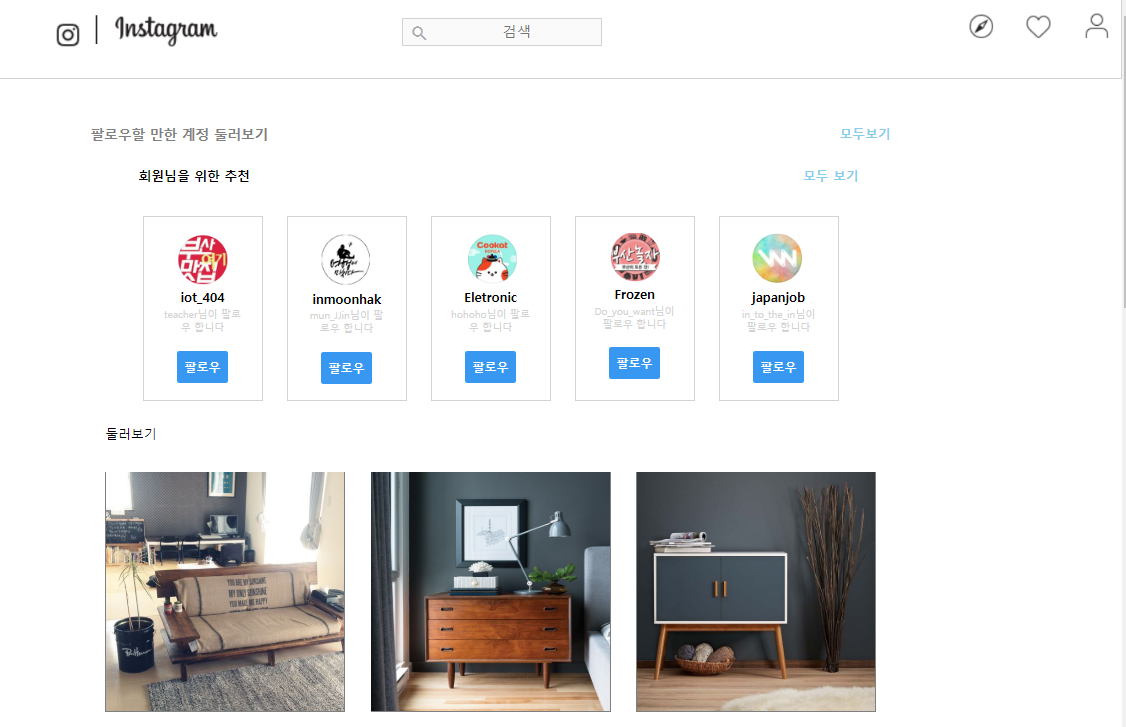 Instagram
검색
팔로우할 만한 계정 둘러보기
모두보기
회원님을 위한 추천
모두 보기
부산
여기
맛집
Cookat
부산녹자
iot_404
teacher님이 팔로
우 합니다
팔로우
inmoonhak
mun_JJin님이 팔
로우 합니다
팔로우
Eletronic
hohoho님이 팔로
우 합니다
팔로우
Frozen
Do_you_want님이
팔로우 합니다
팔로우
japanjob
in_to_the_in님이
팔로우 합니다
팔로우
둘러보기
YOU ARE MY SUNSHINE
MY ONLY SUNSHINE
YOU MAKE ME HAPPY